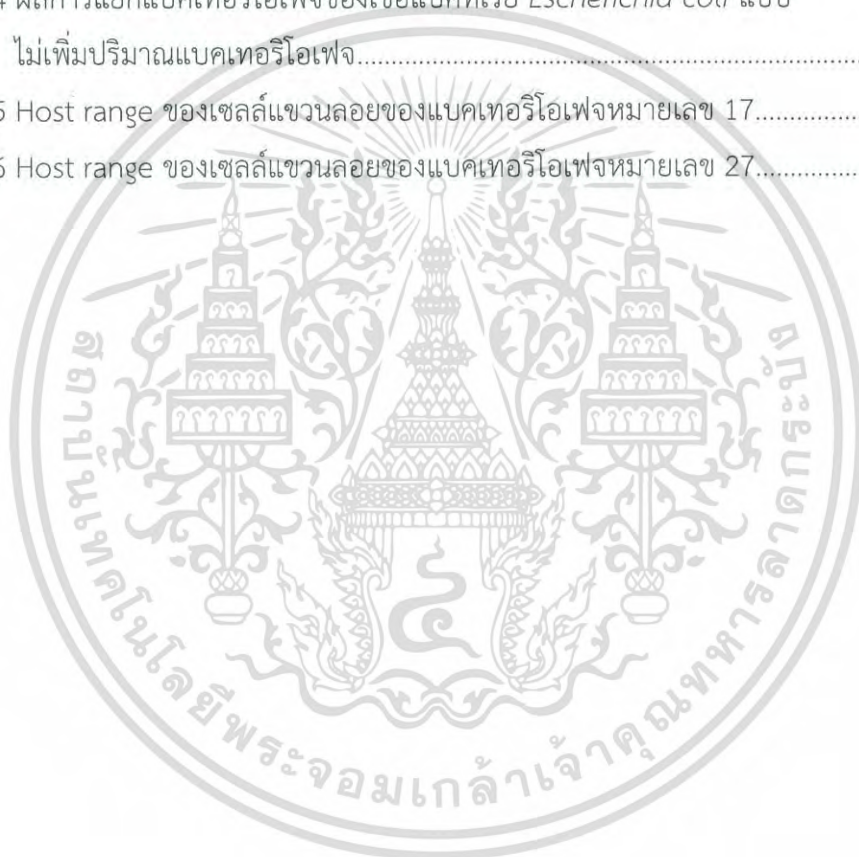 4 ผลการแยกแบคเทอริโอเฟจของเชื้อแบคทีเรีย Escherichia coli แบบ
ไม่เพิ่มปริมาณแบคเทอริโอเฟจ
5 Host range ของเซลล์แขวนลอยของแบคเทอริโอเฟจหมายเลข 17
6 Host range ของเซลล์แขวนลอยของแบคเทอริโอเฟจหมายเลข 27
สถาบันเทคโนโลยีพระจอมเกล้าเจ้าคุณทหารลาดกระบัง